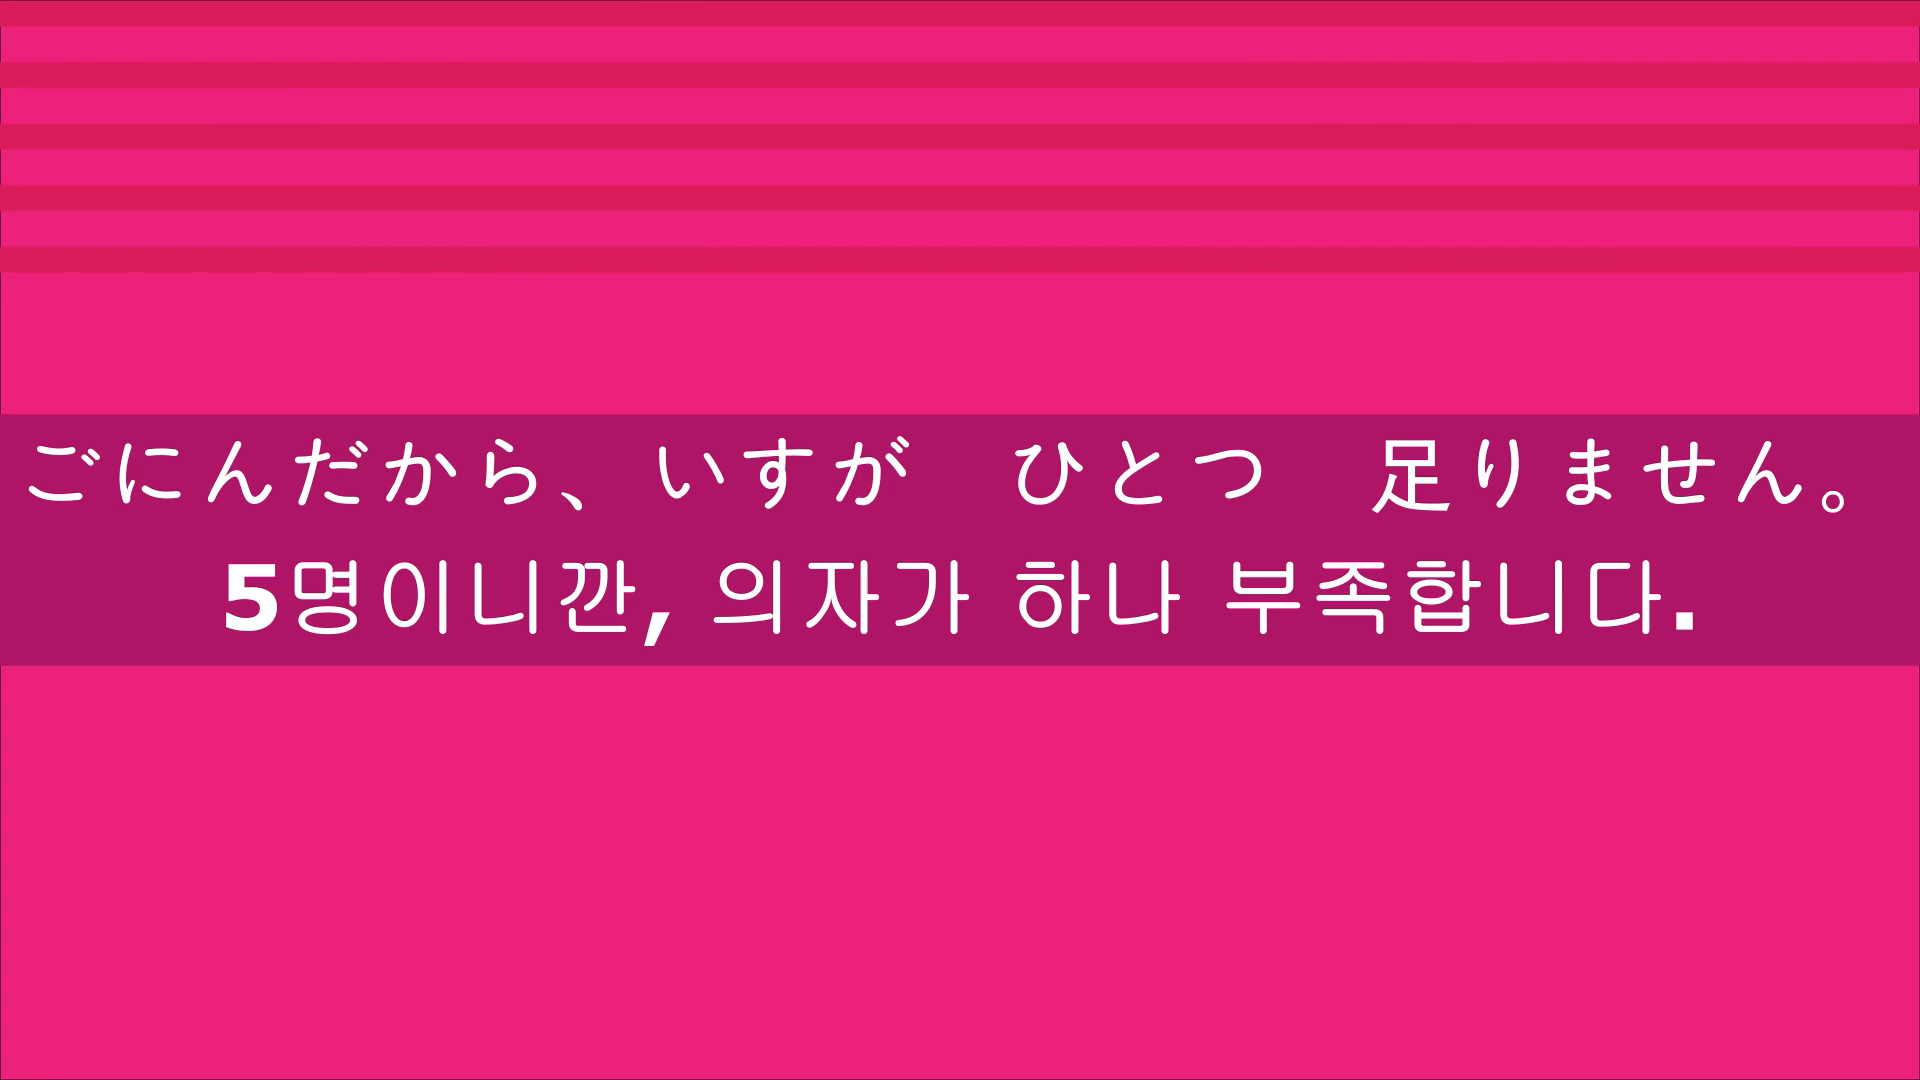 ごにんだから、いすが　ひとつ　足りません。
5명이니깐, 의자가 하나 부족합니다.